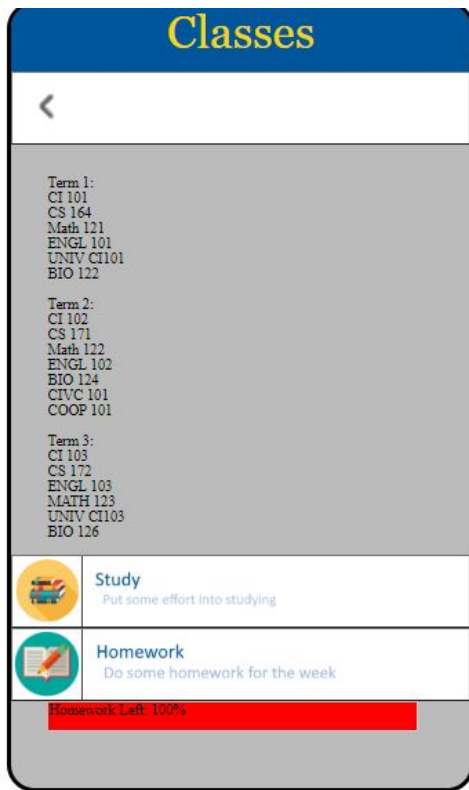 Classes
Term 1:
CI 101
CS 164
Math 121
ENGL 101
UNIV CI101
BIO 122
Term 2:
CI 102
CS 171
Math 122
ENGL 102
BIO 124
CIVC 101
COOP 101
Term 3:
CI 103
CS 172
ENGL 103
MATH 123
UNIV CI103
BIO 126
Study
Put some effort into studying
Homework
Do some homework for the week
Homework Left: 100%